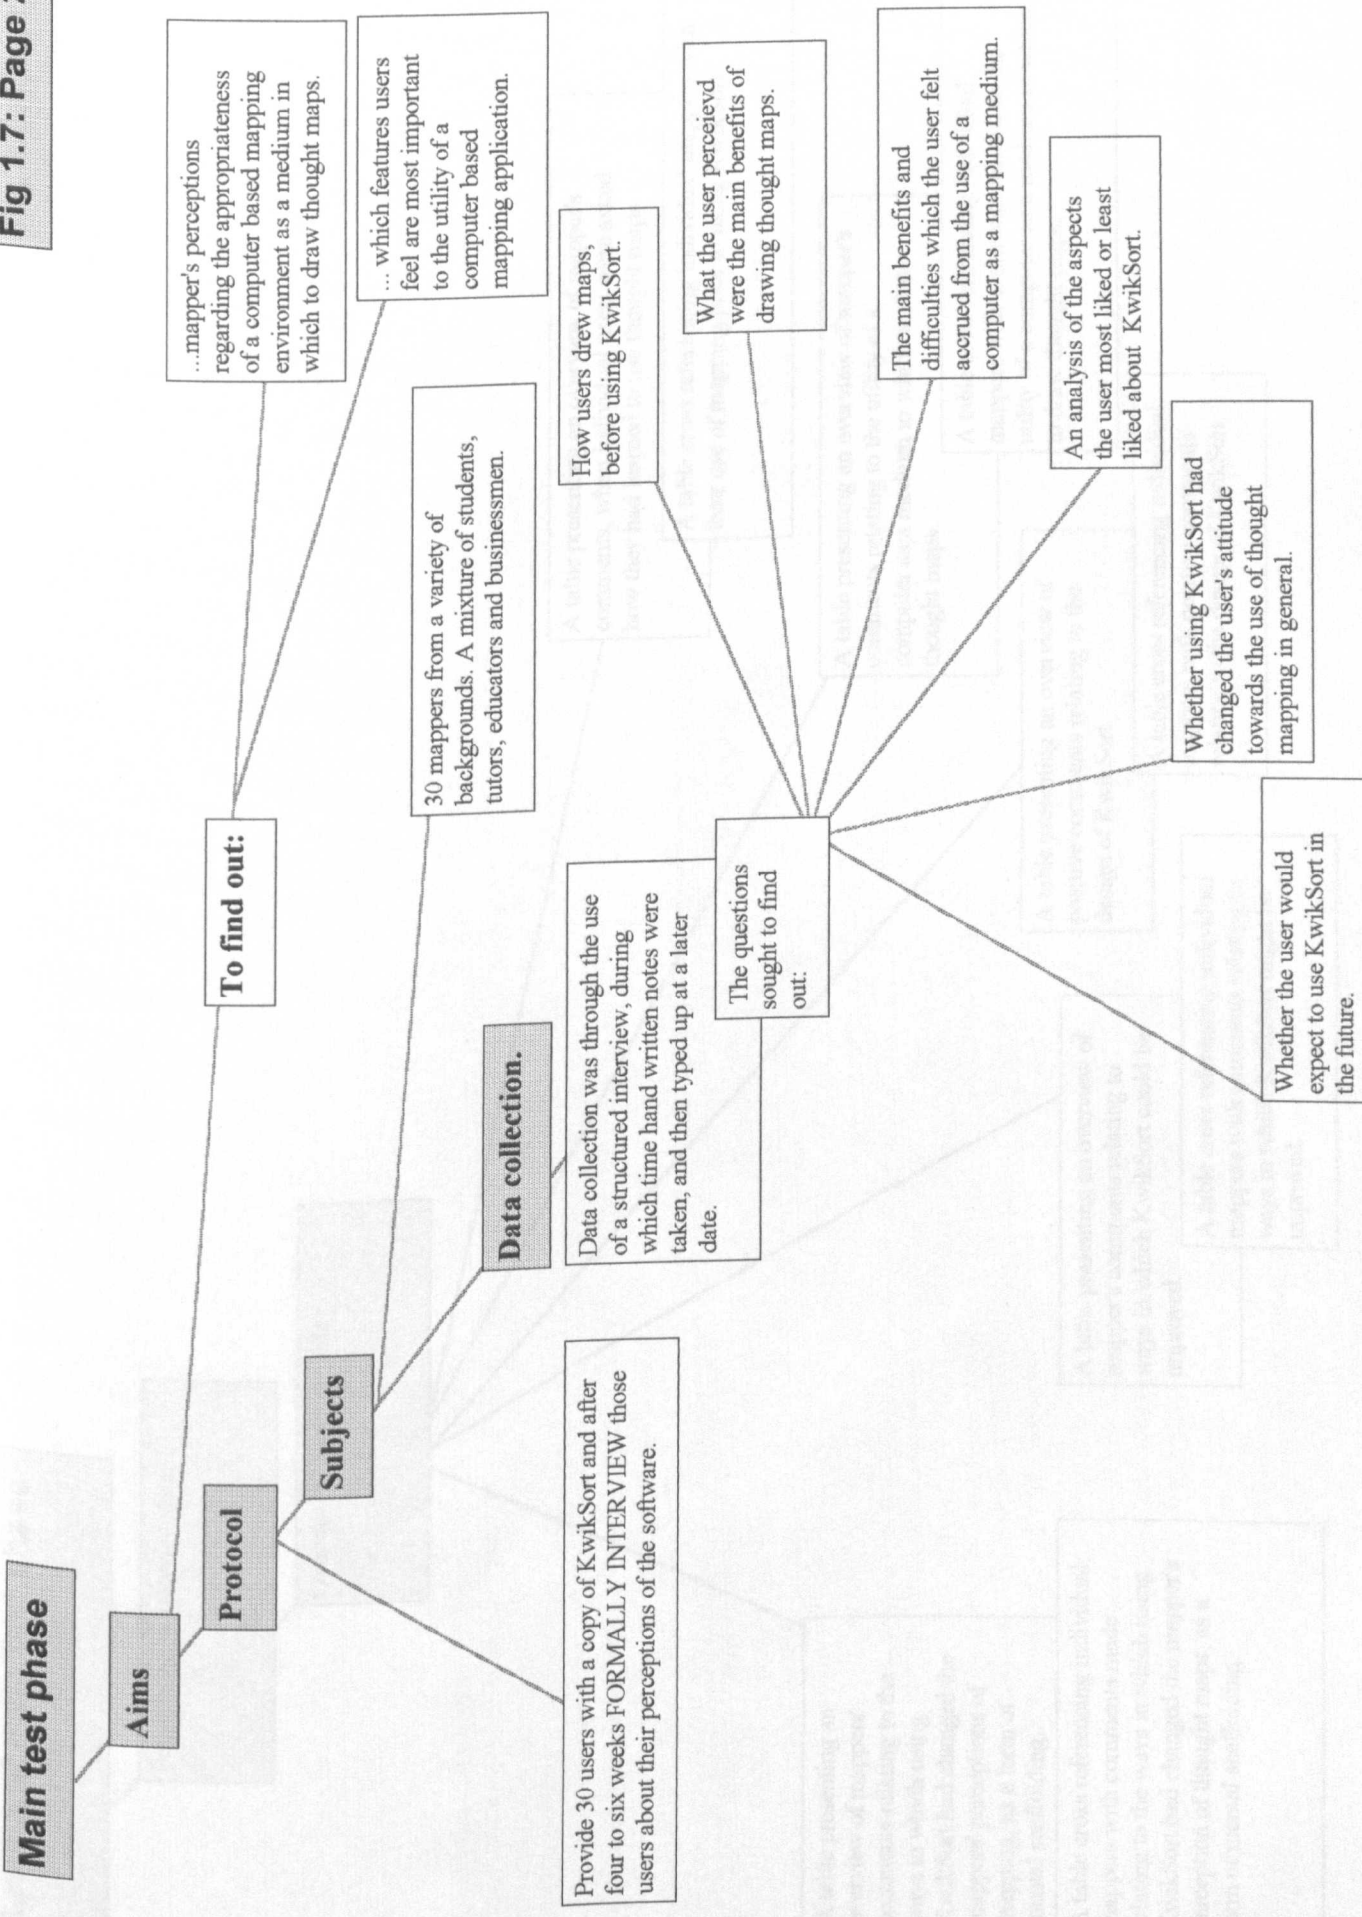 Fig 1.7: Page
Main test phase
Aims
To find out:
...mapper's perceptions
regarding the appropriateness
of a computer based mapping
environment as a medium in
which to draw thought maps.
... which features users
feel are most important
to the utility of a
computer based
mapping application.
Protocol
Provide 30 users with a copy of KwikSort and after
four to six weeks FORMALLY INTERVIEW those
users about their perceptions of the software.
Subjects
30 mappers from a variety of
backgrounds. A mixture of students,
tutors, educators and businessmen.
Data collection.
Data collection was through the use
of a structured interview, during
which time hand written notes were
taken, and then typed up at a later
date.
The questions
sought to find
out:
How users drew maps,
before using KwikSort.
What the user perceievd
were the main benefits of
drawing thought maps.
The main benefits and
difficulties which the user felt
accrued from the use of a
computer as a mapping medium.
An analysis of the aspects
the user most liked or least
liked about KwikSort.
Whether using KwikSort had
changed the user's attitude
towards the use of thought
mapping in general.
Whether the user would
expect to use KwikSort in
the future.